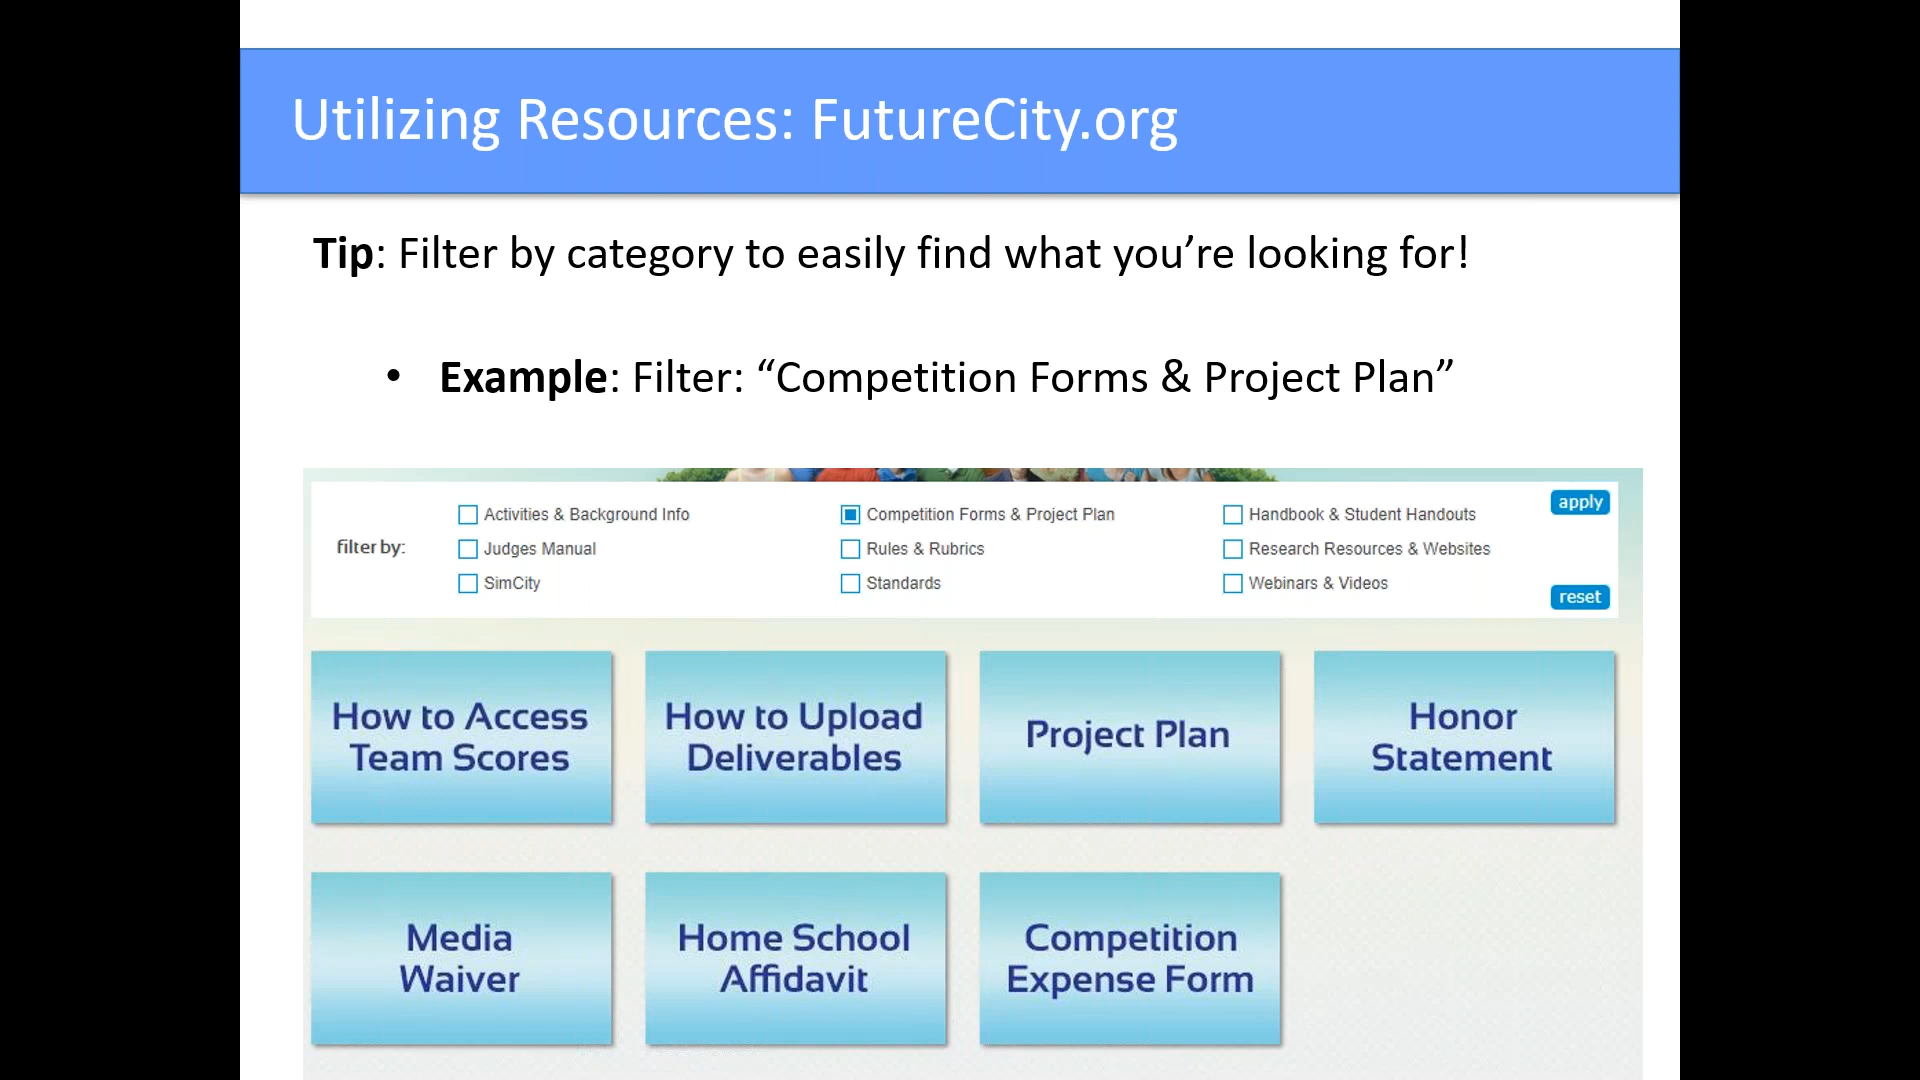 Utilizing Resources: FutureCity.org
Tip: Filter by category to easily find what you’re looking for!
• Example: Filter: “Competition Forms & Project Plan”
filter by:
Activities & Background Info
Competition Forms & Project Plan
Handbook & Student Handouts
apply
Judges Manual
Rules & Rubrics
Research Resources & Websites
SimCity
Standards
Webinars & Videos
reset
How to Access
Team Scores
How to Upload
Deliverables
Project Plan
Honor
Statement
Media
Waiver
Home School
Affidavit
Competition
Expense Form